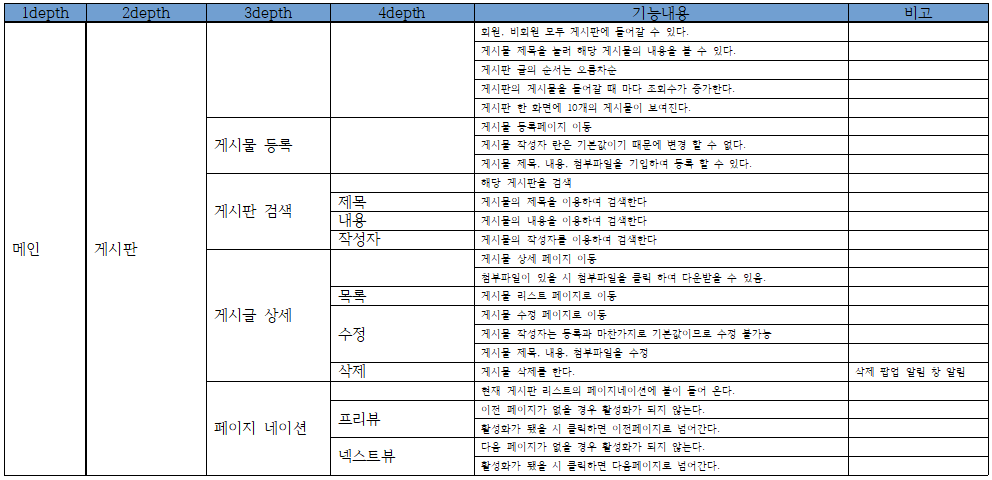 1depth 2depth 3depth 4depth 기능내용 비고
회원, 비회원 모두 게시판에 들어갈 수 있다.
게시물 제목을 눌러 해당 게시물의 내용을 볼 수 있다.
게시판 글의 순서는 오름차순
게시판의 게시물을 들어갈 때 마다 조회수가 증가한다.
게시판 한 화면에 10개의 게시물이 보여진다.
게시물 등록페이지 이동
게시물 등록 게시물 작성자 란은 기본값이기 때문에 변경 할 수 없다.
게시물 제목, 내용, 첨부파일을 기입하여 등록 할 수 있다.
해당 게시판을 검색
게시판 검색 제목 게시물의 제목을 이용하여 검색한다
내용 게시물의 내용을 이용하여 검색한다
작성자 게시물의 작성자를 이용하여 검색한다
메인 게시판
게시물 상세 페이지 이동
첨부파일이 있을 시 첨부파일을 클릭 하여 다운받을 수 있음.
목록 게시물 리스트 페이지로 이동
게시글 상세 게시물 수정 페이지로 이동
수정 게시물 작성자는 등록과 마찬가지로 기본값이므로 수정 불가능
게시물 제목, 내용, 첨부파일을 수정
삭제 게시물 삭제를 한다. 삭제 팝업 알림 창 알림
현재 게시판 리스트의 페이지네이션에 불이 들어 온다.
페이지 네이션 프리뷰 이전 페이지가 없을 경우 활성화가 되지 않는다.
활성화가 됐을 시 클릭하면 이전페이지로 넘어간다.
넥스트뷰 다음 페이지가 없을 경우 활성화가 되지 않는다.
활성화가 됐을 시 클릭하면 다음페이지로 넘어간다.